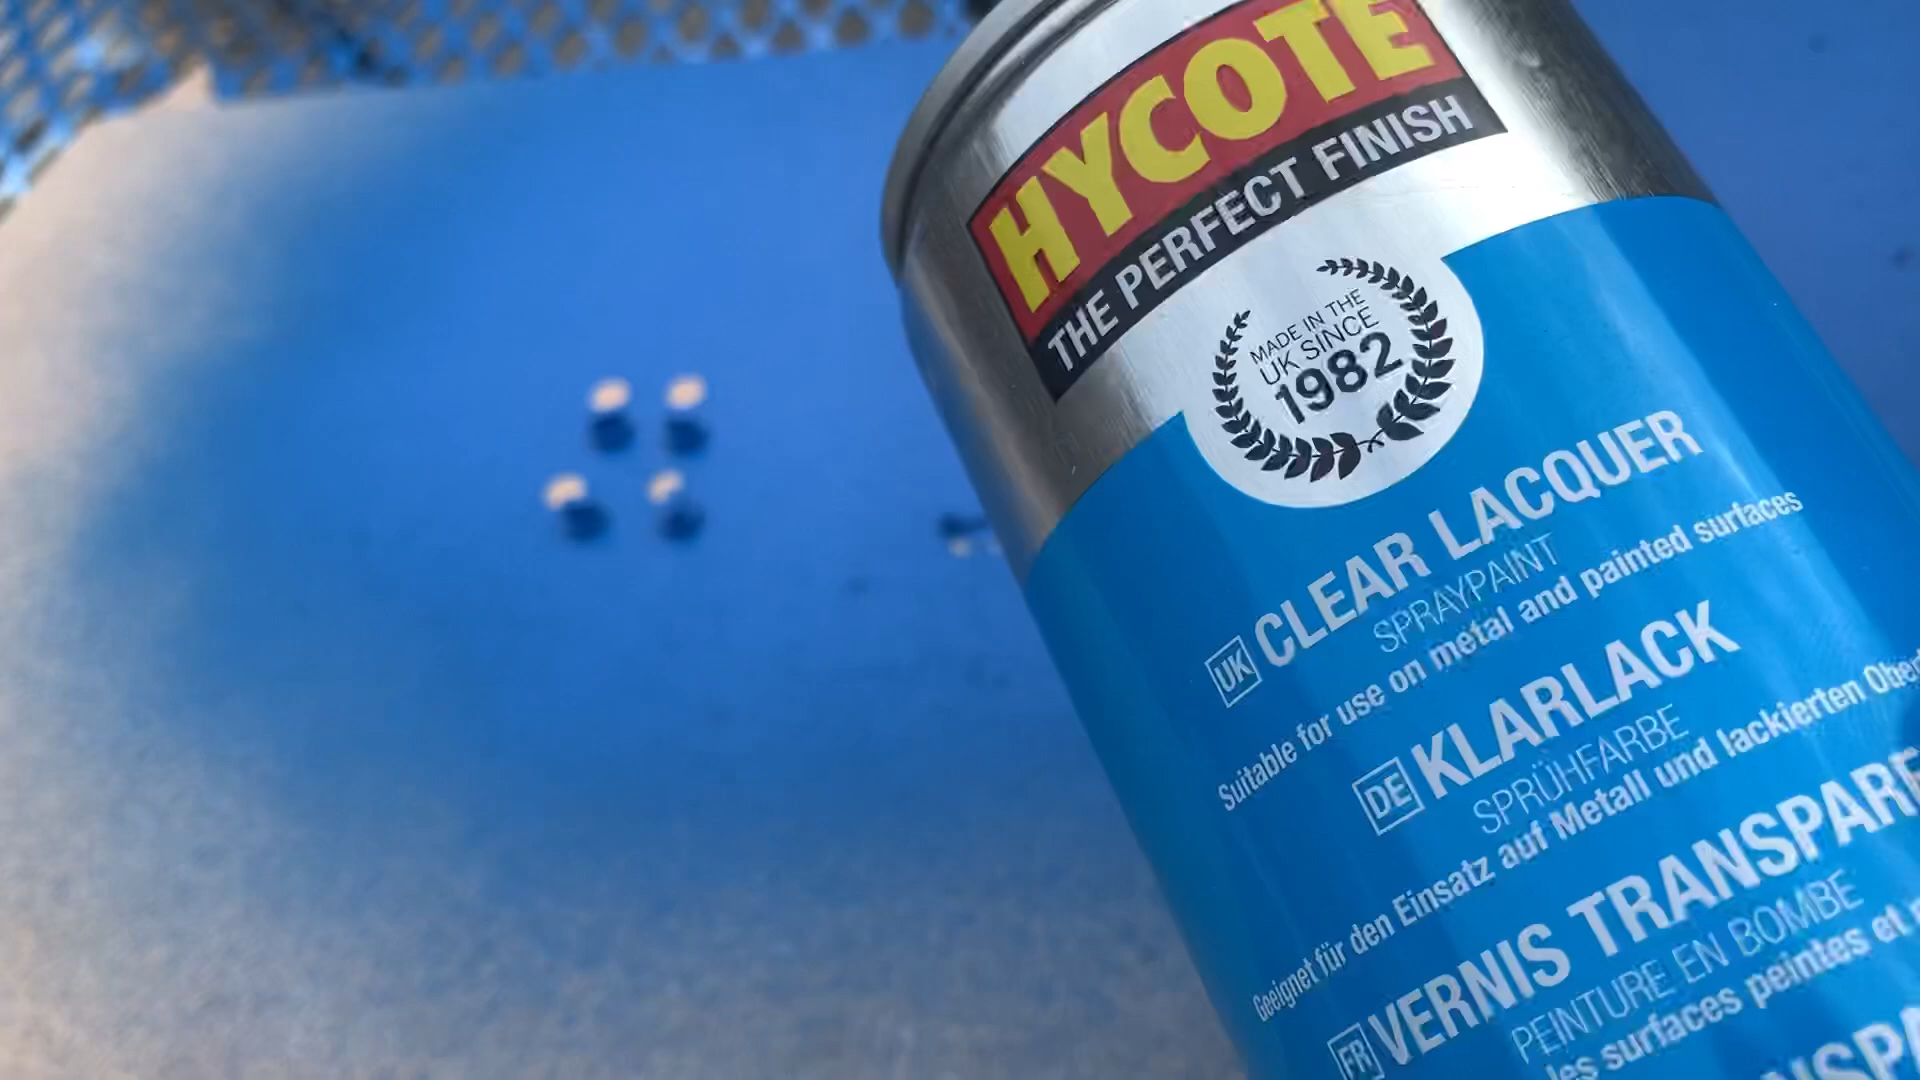 HYCOTE
THE PERFECT FINISH
MADE IN THE
UK SINCE
1982
UK CLEAR LACQUER
SPRAYPAINT
Suitable for use on metal and painted surfaces
DE KLARLACK
SPRÜHFARBE
Geeignet für den Einsatz auf Metall und lackierten
FR VERNIS
PEINTURE EN BOMBE
les surfaces peintes et